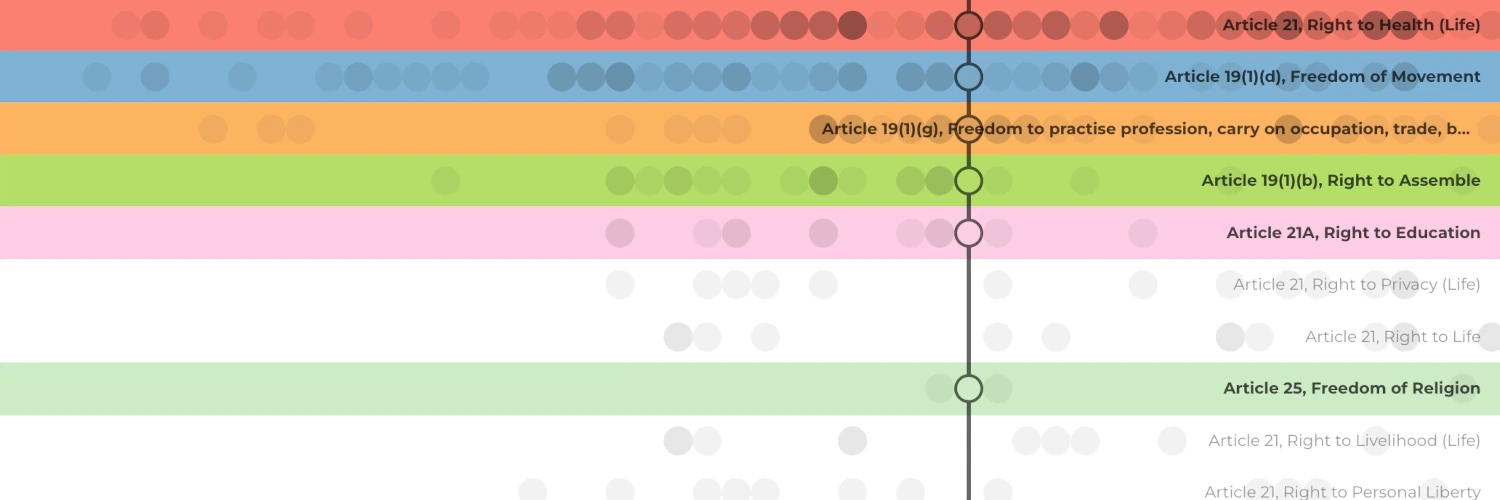 Article 21, Right to Health (Life)
Article 19(1)(d), Freedom of Movement
Article 19(1)(g), Freedom to practise profession, carry on occupation, trade, b...
Article 19(1)(b), Right to Assemble
Article 21A, Right to Education
Article 21, Right to Privacy (Life)
Article 21, Right to Life
Article 25, Freedom of Religion
Article 21, Right to Livelihood (Life)
Article 21, Right to Personal Liberty